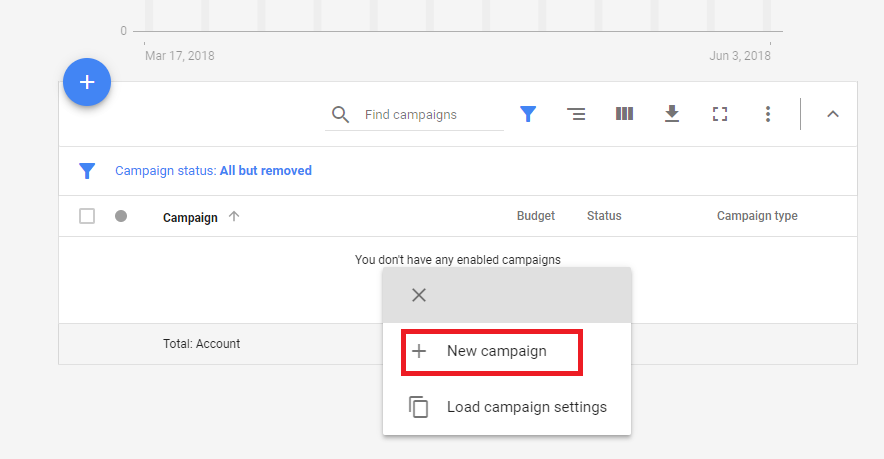 0
Mar 17, 2018 Jun 3, 2018
Find campaigns
Campaign status: All but removed
Campaign Budget Status Campaign type
You don't have any enabled campaigns
Total: Account
New campaign
Load campaign settings